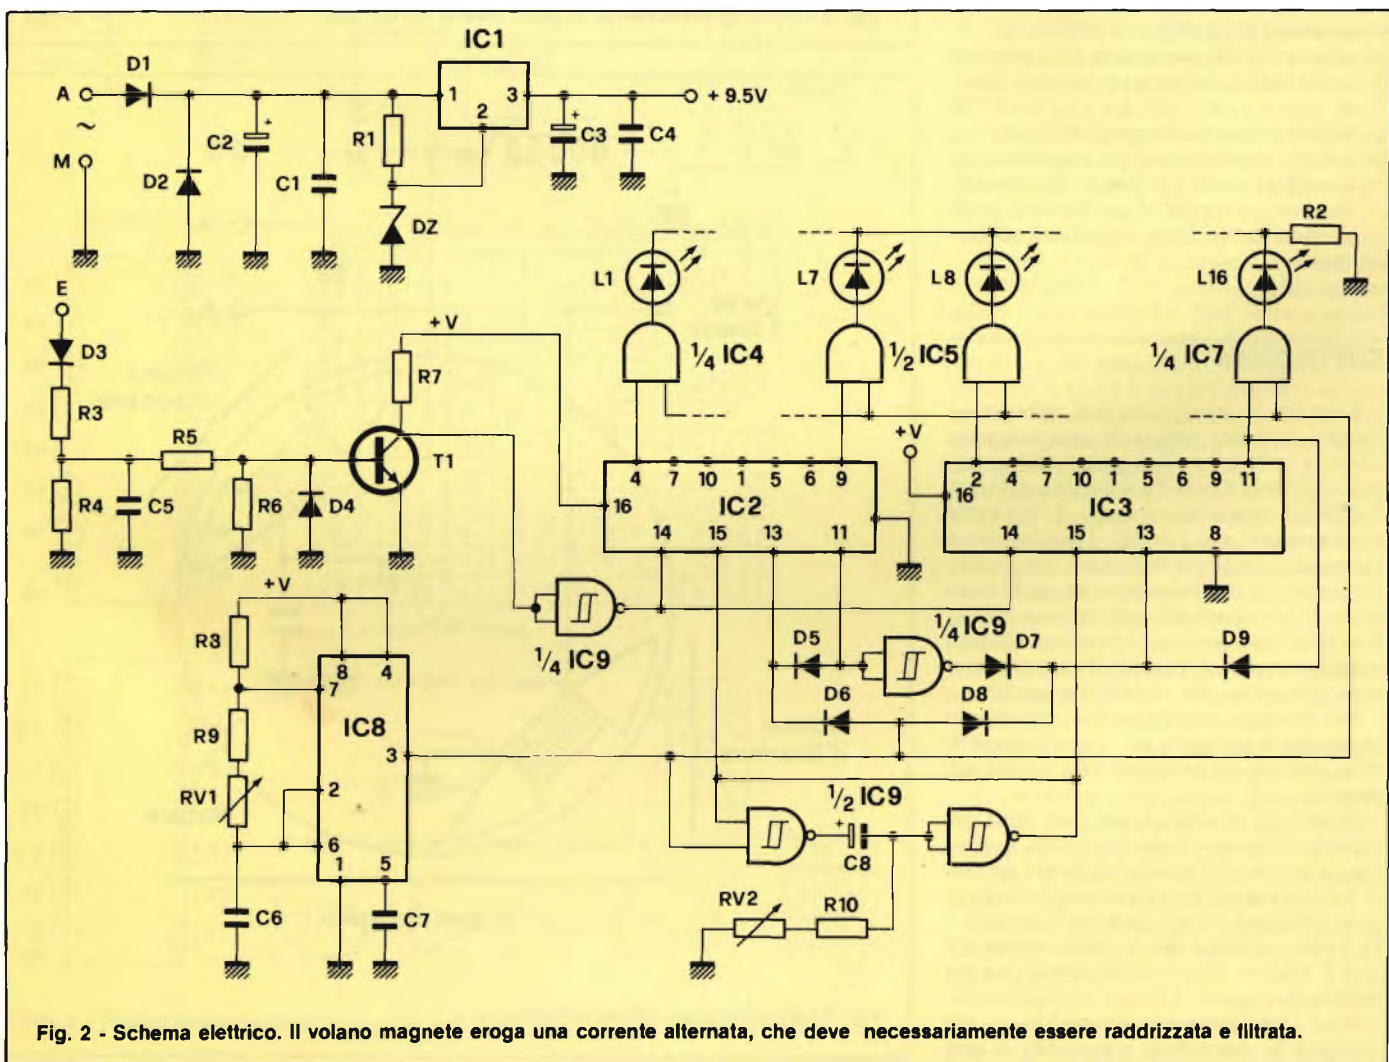 IC1
D1
A
1
3
+ 9.5V
2
~
M
C2
+
R1
+
C3
C4
D2
C1
DZ
R2
E
L1
L7
L8
L16
+V
D3
R7
¼ IC4
½ IC5
¼ IC7
R3
R5
T1
+V
R4
C5
R6
D4
4 7 10 1 5 6 9
16
IC2
14 15 13 11
2 4 7 10 1 5 6 9 11
16
IC3
14 15 13 8
+V
¼ IC9
¼ IC9
D5
D7
D9
R3
8 4
7
D6
D8
R9
IC8
3
RV1
2
½ IC9
+
C8
6
1 5
RV2
R10
C6
C7
Fig. 2 - Schema elettrico. Il volano magnete eroga una corrente alternata, che deve necessariamente essere raddrizzata e filtrata.